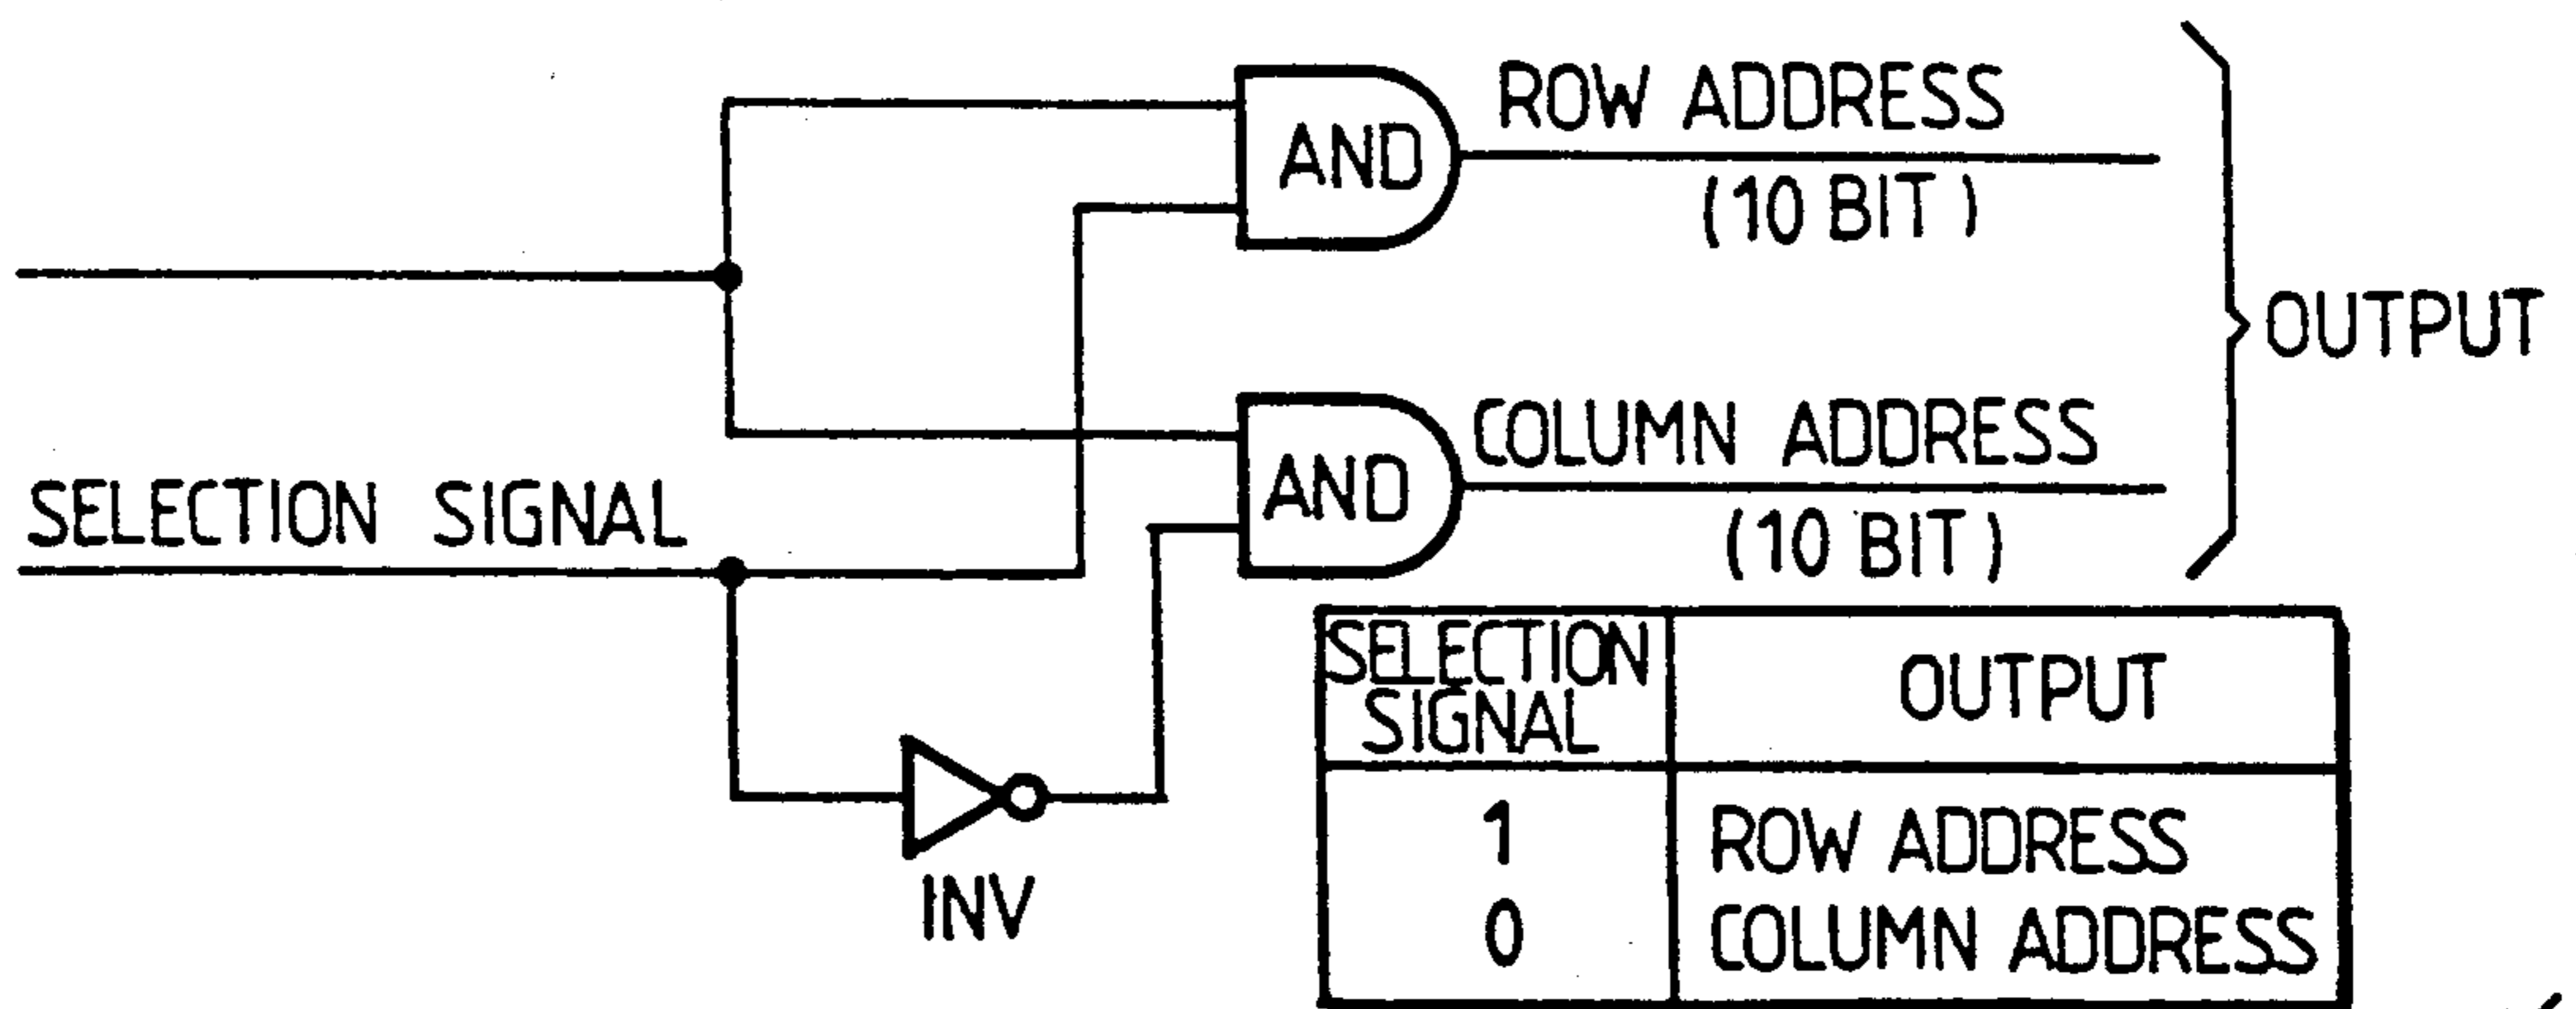 ROW ADDRESS
AND
(10 BIT)
OUTPUT
COLUMN ADDRESS
AND
SELECTION SIGNAL
(10 BIT)
SELECTION
SIGNAL
OUTPUT
1 ROW ADDRESS
INV
0 COLUMN ADDRESS